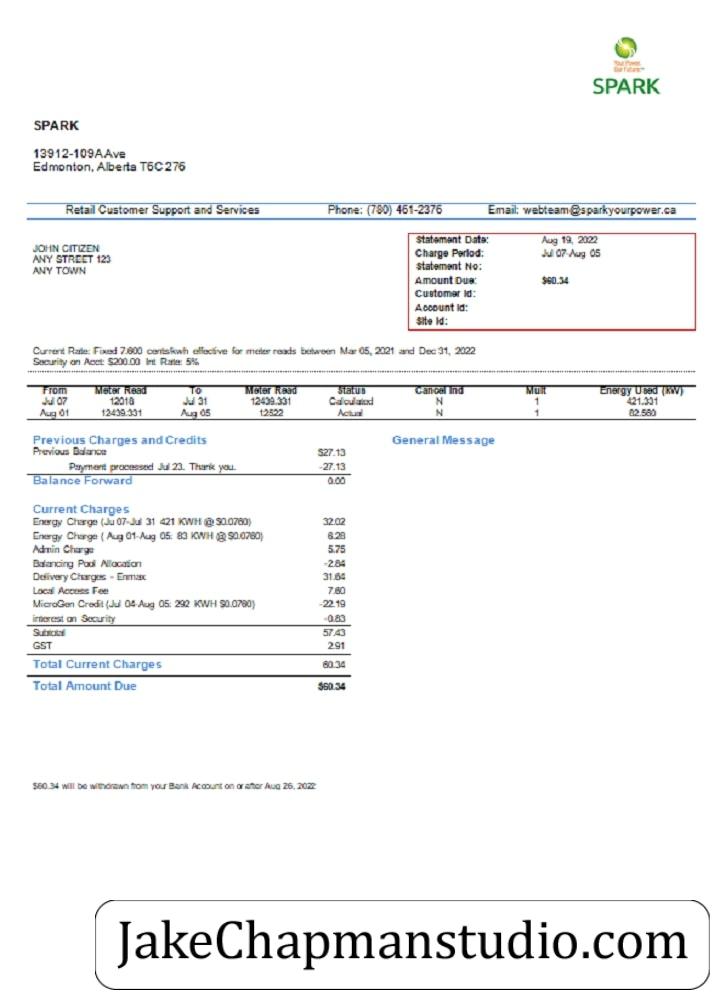 Your Power.
Our Future™
SPARK
SPARK
13912-109AAve
Edmonton, Alberta T6C276
Retail Customer Support and Services Phone: (780) 461-2376 Email: webteam@sparkyourpower.ca
JOHN CITIZEN
ANY STREET 123
ANY TOWN
Statement Date: Aug 19, 2022
Charge Period: Jul 07-Aug 05
Statement No:
Amount Due: $60.34
Customer Id:
Account Id:
Site Id:
Current Rate: Fixed 7.600 cents/kwh effective for meter reads between Mar 05, 2021 and Dec 31, 2022
Security on Acct: $200.00 Int Rate: 5%
From Meter Read To Meter Read Status Cancel Ind Mult Energy Used (kW)
Jul 07 12018 Jul 31 12439.331 Calculated N 1 421.331
Aug 01 12439.331 Aug 05 12522 Actual N 1 82.580
Previous Charges and Credits
Previous Balance $27.13
Payment processed Jul 23. Thank you. -27.13
Balance Forward 0.00
General Message
Current Charges
Energy Charge (Ju 07-Jul 31 421 KWH @ $0.0760) 32.02
Energy Charge ( Aug 01-Aug 05: 83 KWH @ $0.0760) 6.28
Admin Charge 5.75
Balancing Pool Allocation -2.84
Delivery Charges - Enmax 31.64
Local Access Fee 7.60
MicroGen Credit (Jul 04-Aug 05: 292 KWH $0.0760) -22.19
interest on Security -0.83
Subtotal 57.43
GST 2.91
Total Current Charges 60.34
Total Amount Due $60.34
$60.34 will be withdrawn from your Bank Account on or after Aug 26, 2022
JakeChapmanstudio.com